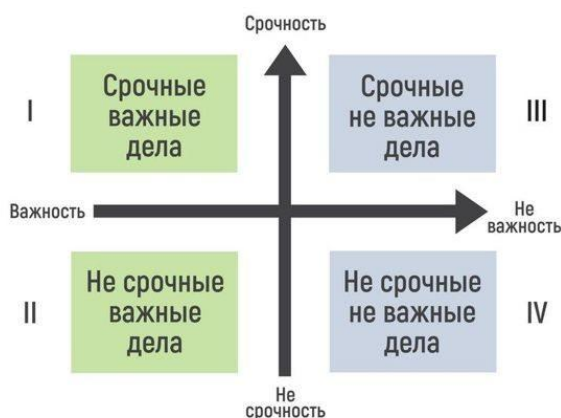 Срочность
I
Срочные
важные
дела
Срочные
не важные
дела
III
Важность
Не
важность
II
Не срочные
важные
дела
Не срочные
не важные
дела
IV
Не
срочность